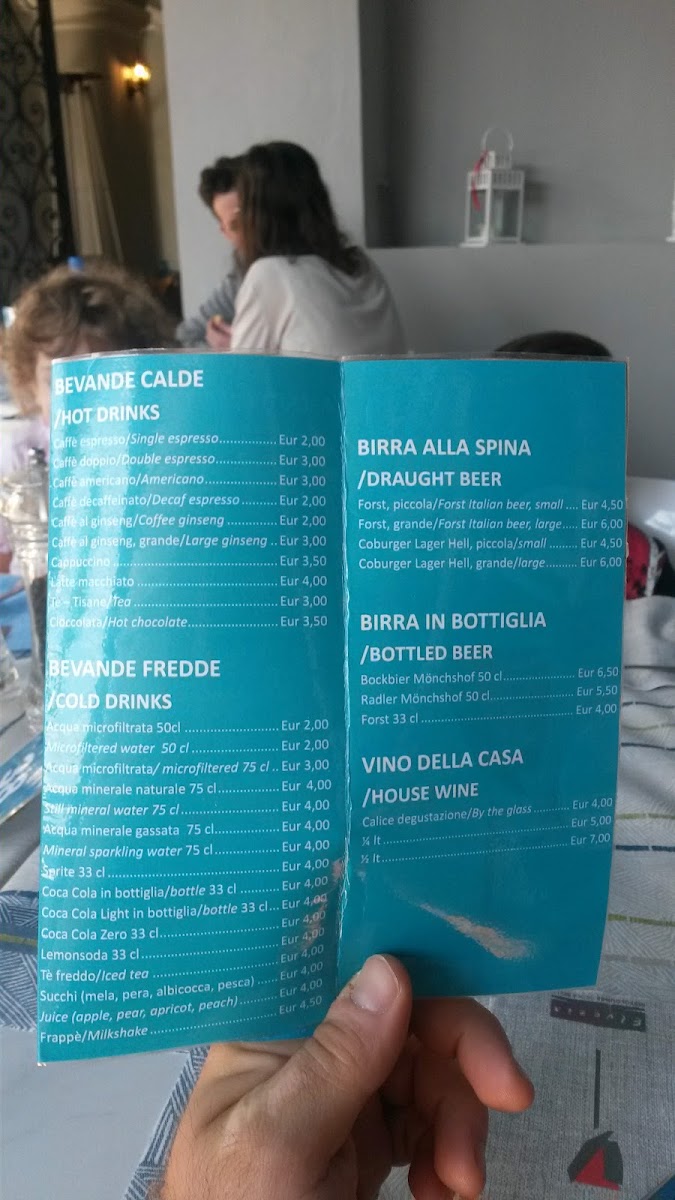 BEVANDE CALDE
/HOT DRINKS
Caffè espresso/Single espresso................ Eur 2,00
Caffè doppio/Double espresso.................. Eur 3,00
Caffè americano/Americano..................... Eur 3,00
Caffè decaffeinato/Decaf espresso............ Eur 2,00
Caffè al ginseng/Coffee ginseng ............... Eur 2,00
Caffè al ginseng, grande/Large ginseng .. Eur 3,00
Cappuccino ....................................... Eur 3,50
Latte macchiato .................................. Eur 4,00
Tè – Tisane/Tea .................................. Eur 3,00
Cioccolata/Hot chocolate....................... Eur 3,50
BEVANDE FREDDE
/COLD DRINKS
Acqua microfiltrata 50cl ....................... Eur 2,00
Microfiltered water 50 cl ...................... Eur 2,00
Acqua microfiltrata/ microfiltered 75 cl .. Eur 3,00
Acqua minerale naturale 75 cl................. Eur 4,00
Still mineral water 75 cl........................ Eur 4,00
Acqua minerale gassata 75 cl.................. Eur 4,00
Mineral sparkling water 75 cl.................. Eur 4,00
Sprite 33 cl ........................................ Eur 4,00
Coca Cola in bottiglia/bottle 33 cl .......... Eur 4,00
Coca Cola Light in bottiglia/bottle 33 cl... Eur 4,00
Coca Cola Zero 33 cl............................. Eur 4,00
Lemonsoda 33 cl.................................. Eur 4,00
Tè freddo/Iced tea ............................... Eur 4,00
Succhi (mela, pera, albicocca, pesca) ...... Eur 4,00
Juice (apple, pear, apricot, peach) .......... Eur 4,00
Frappè/Milkshake ................................ Eur 4,50
BIRRA ALLA SPINA
/DRAUGHT BEER
Forst, piccola/Forst Italian beer, small .... Eur 4,50
Forst, grande/Forst Italian beer, large..... Eur 6,00
Coburger Lager Hell, piccola/small ......... Eur 4,50
Coburger Lager Hell, grande/large.......... Eur 6,00
BIRRA IN BOTTIGLIA
/BOTTLED BEER
Bockbier Mönchshof 50 cl...................... Eur 6,50
Radler Mönchshof 50 cl......................... Eur 5,50
Forst 33 cl ......................................... Eur 4,00
VINO DELLA CASA
/HOUSE WINE
Calice degustazione/By the glass ............ Eur 4,00
¼ lt .................................................. Eur 5,00
½ lt .................................................. Eur 7,00